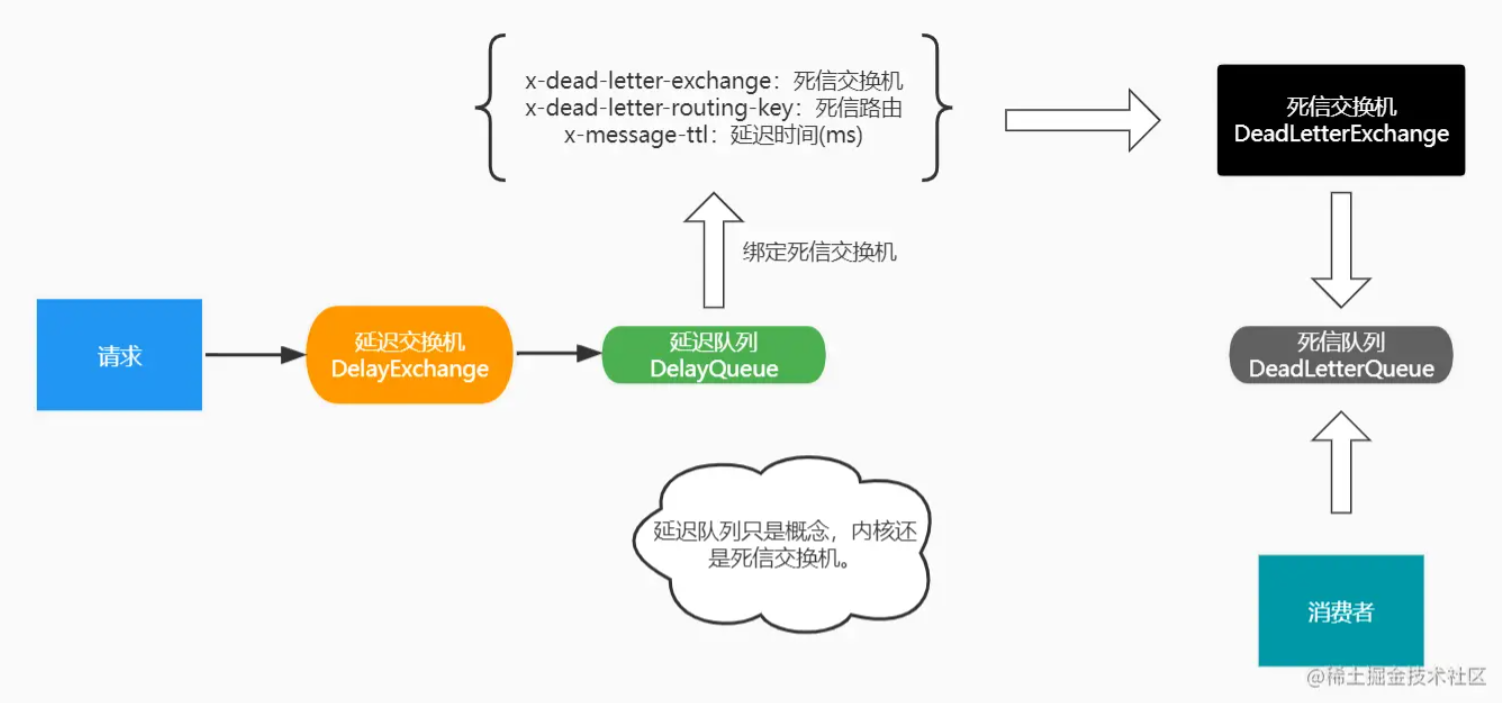 x-dead-letter-exchange：死信交换机
x-dead-letter-routing-key：死信路由
x-message-ttl：延迟时间(ms)
死信交换机
DeadLetterExchange
绑定死信交换机
请求
延迟交换机
DelayExchange
延迟队列
DelayQueue
死信队列
DeadLetterQueue
延迟队列只是概念，内核还
是死信交换机。
消费者
@稀土掘金技术社区